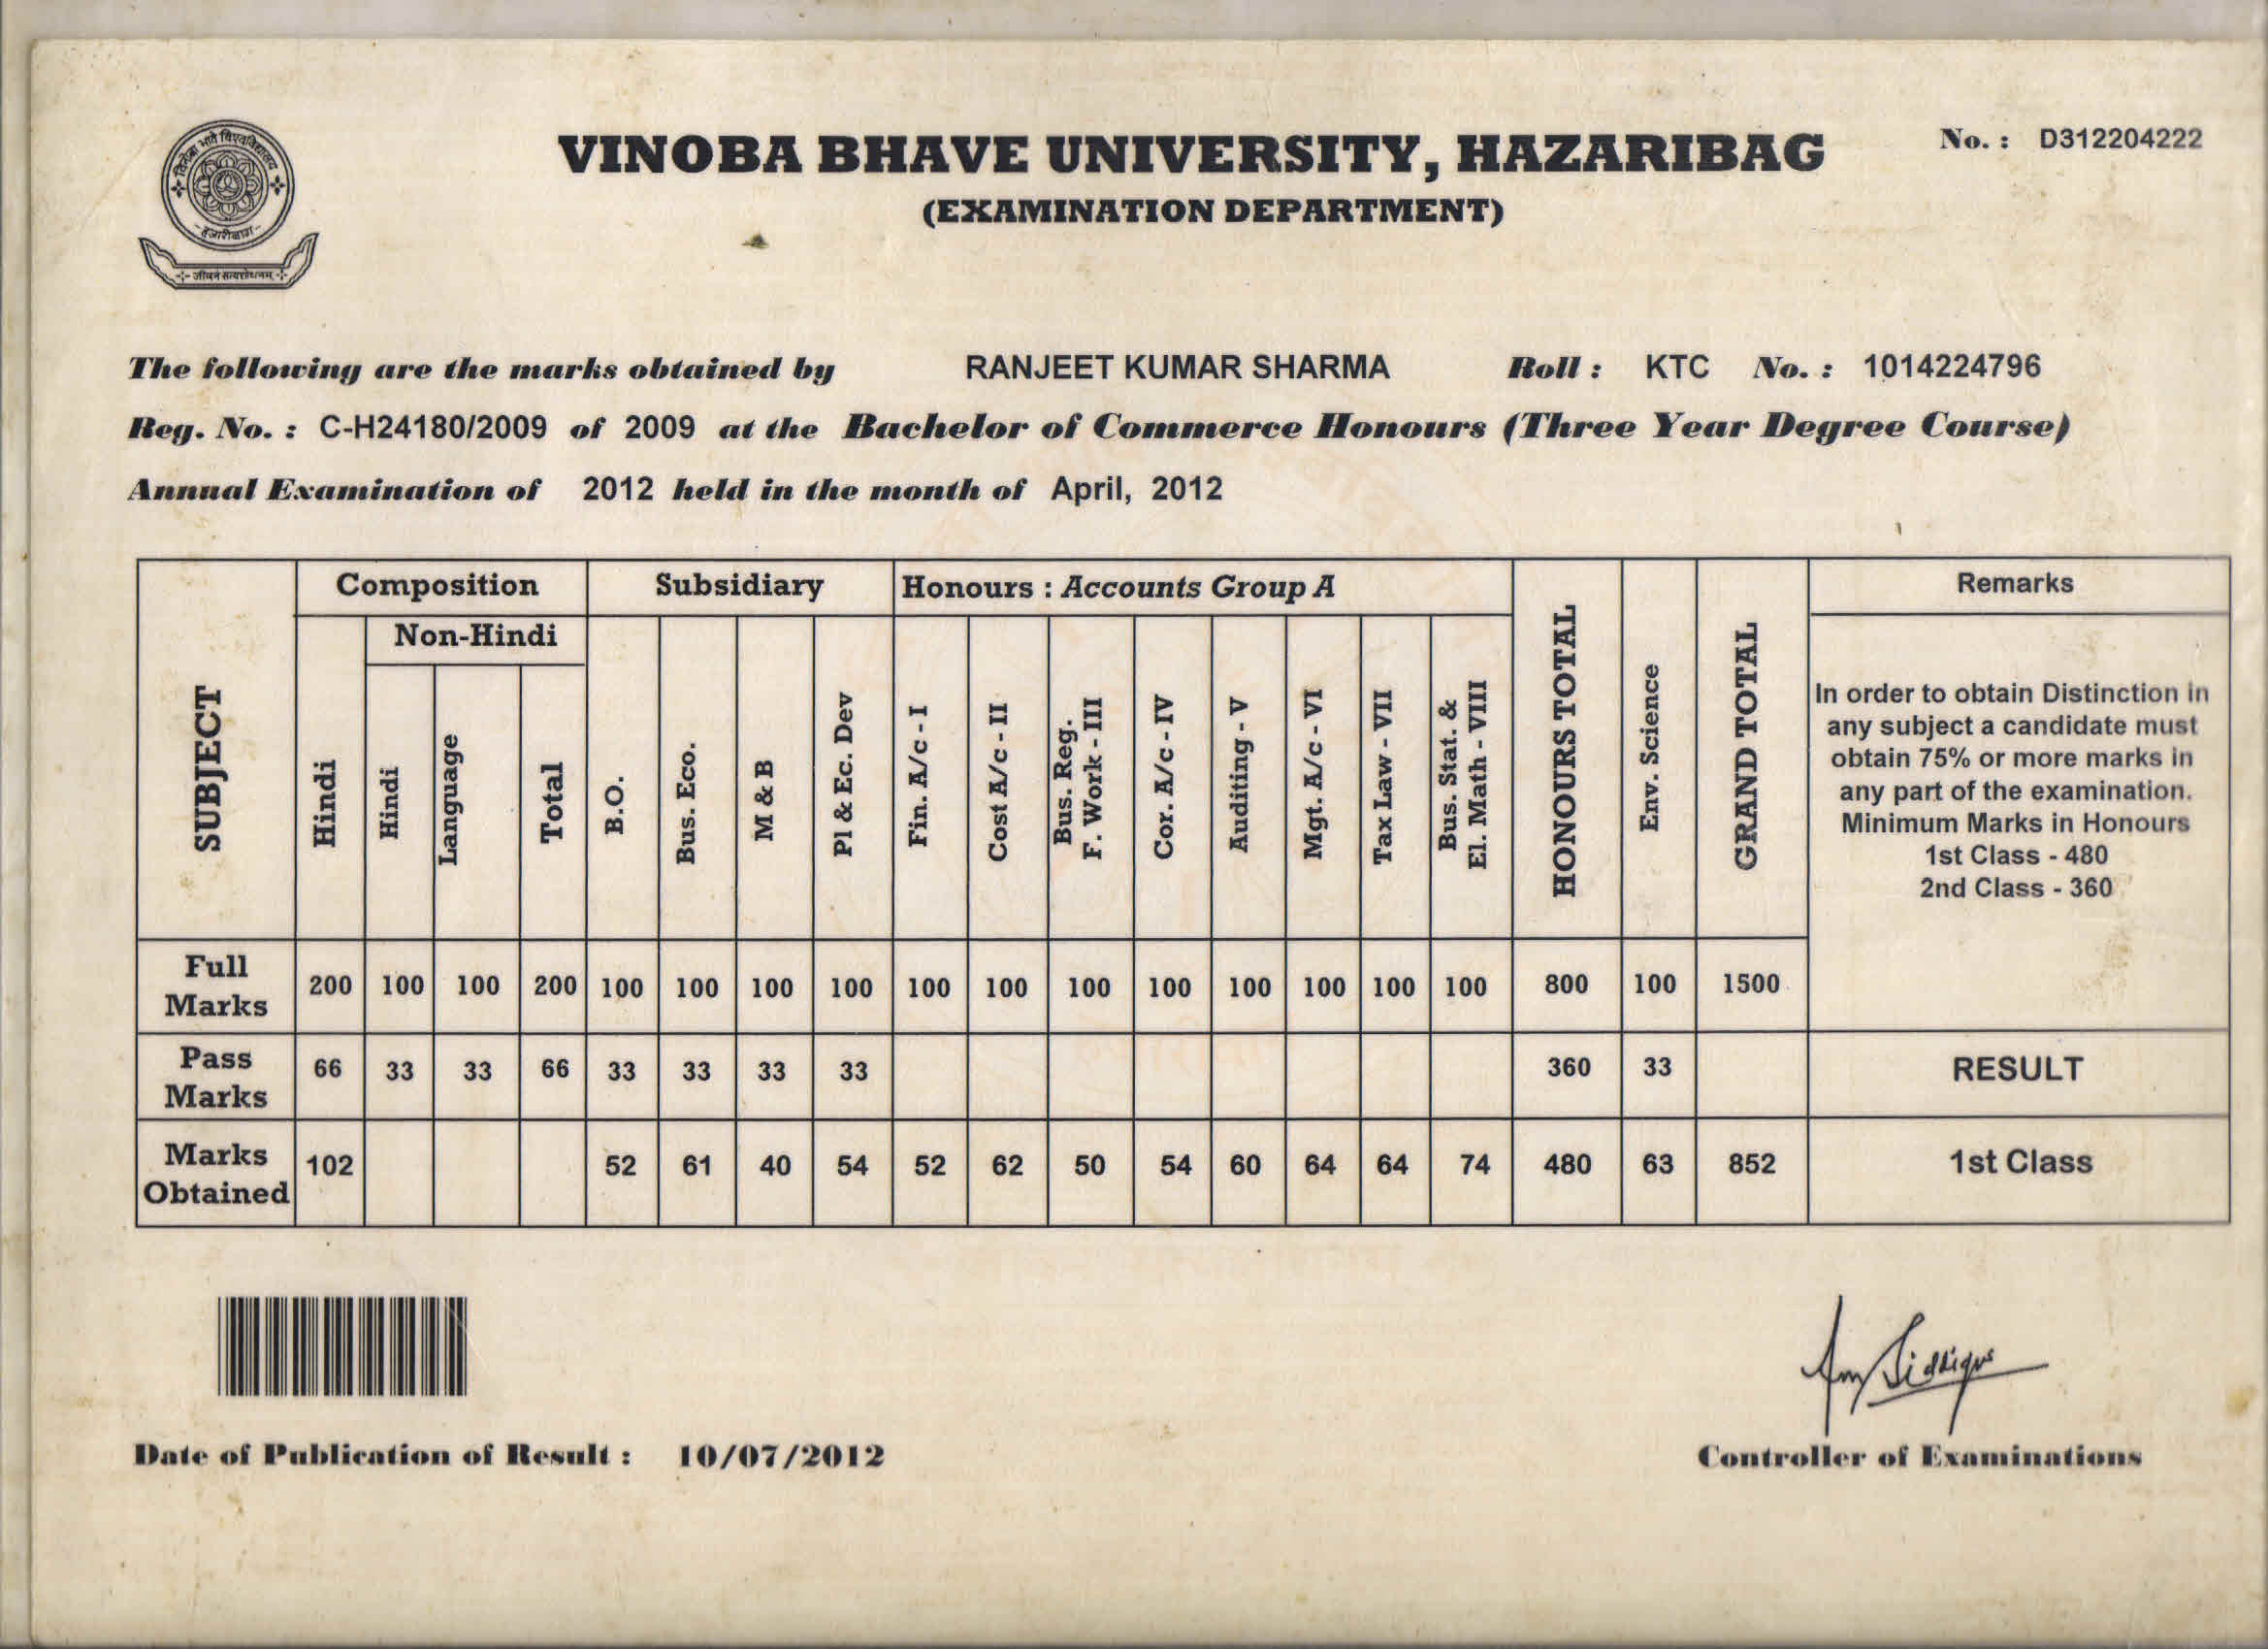 विनोबा भावे विश्वविद्यालय
हजारीबाग
जीवनं सत्यशोधनम्
VINOBA BHAVE UNIVERSITY, HAZARIBAG
No. : D312204222
(EXAMINATION DEPARTMENT)
The following are the marks obtained by RANJEET KUMAR SHARMA Roll : KTC No. : 1014224796
Reg. No. : C-H24180/2009 of 2009 at the Bachelor of Commerce Honours (Three Year Degree Course)
Annual Examination of 2012 held in the month of April, 2012
SUBJECT
Composition
Subsidiary
Honours : Accounts Group A
HONOURS TOTAL
Env. Science
GRAND TOTAL
Remarks
Non-Hindi
Hindi
Hindi
Language
Total
B.O.
Bus. Eco.
M & B
Pl & Ec. Dev
Fin. A/c - I
Cost A/c - II
Bus. Reg.
F. Work - III
Cor. A/c - IV
Auditing - V
Mgt. A/c - VI
Tax Law - VII
Bus. Stat. &
El. Math - VIII
In order to obtain Distinction in
any subject a candidate must
obtain 75% or more marks in
any part of the examination.
Minimum Marks in Honours
1st Class - 480
2nd Class - 360
Full
Marks
200 100 100 200 100 100 100 100 100 100 100 100 100 100 100 100 800 100 1500
Pass
Marks
66 33 33 66 33 33 33 33 360 33 RESULT
Marks
Obtained
102 52 61 40 54 52 62 50 54 60 64 64 74 480 63 852 1st Class
Date of Publication of Result : 10/07/2012
Controller of Examinations